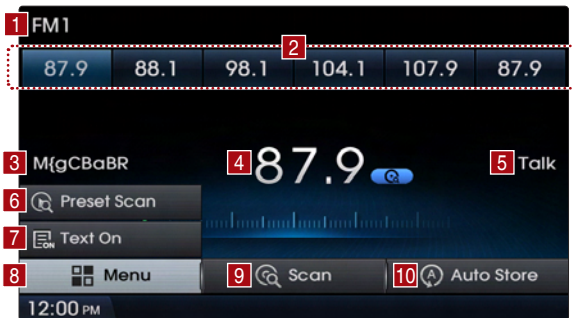 1 FM1
2
87.9 88.1 98.1 104.1 107.9 87.9
3 M{gCBaBR 4 87.9 5 Talk
6 Preset Scan
7 ON Text On
8 Menu 9 Scan 10 A Auto Store
12:00 PM